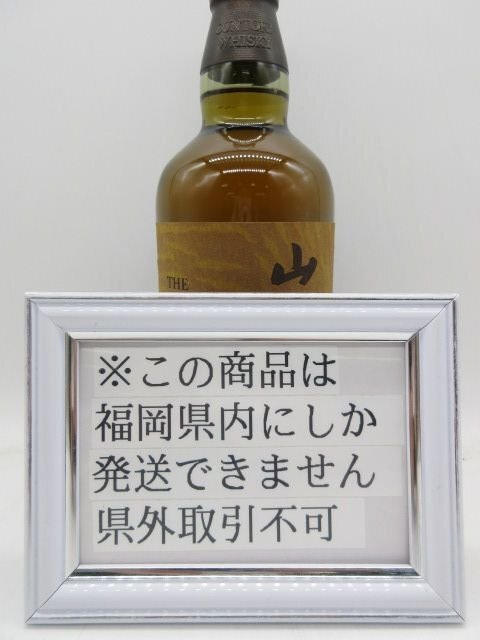 SUNTORY
WHISKY
THE
山
※この商品は
福岡県内にしか
発送できません
県外取引不可